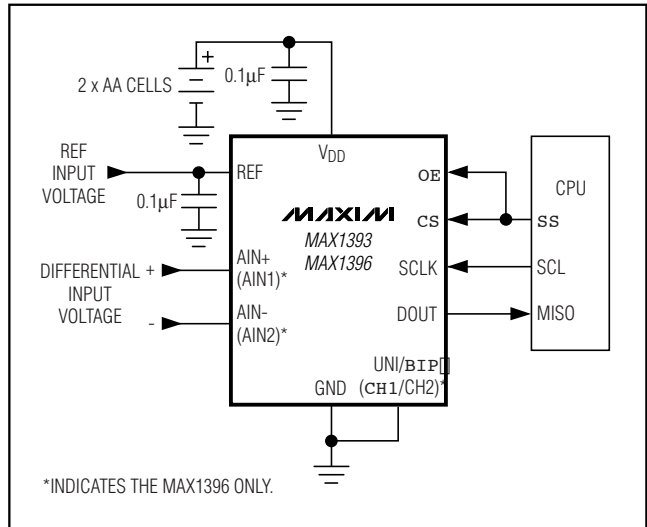 +
2 x AA CELLS
0.1µF
VDD
REF
INPUT
VOLTAGE
REF
0.1µF
OE
CS
SCLK
DOUT
CPU
SS
SCL
MISO
MAXIM
MAX1393
MAX1396
DIFFERENTIAL +
INPUT
VOLTAGE
-
AIN+
(AIN1)*
AIN-
(AIN2)*
UNI/BIP
(CH1/CH2)*
GND
*INDICATES THE MAX1396 ONLY.